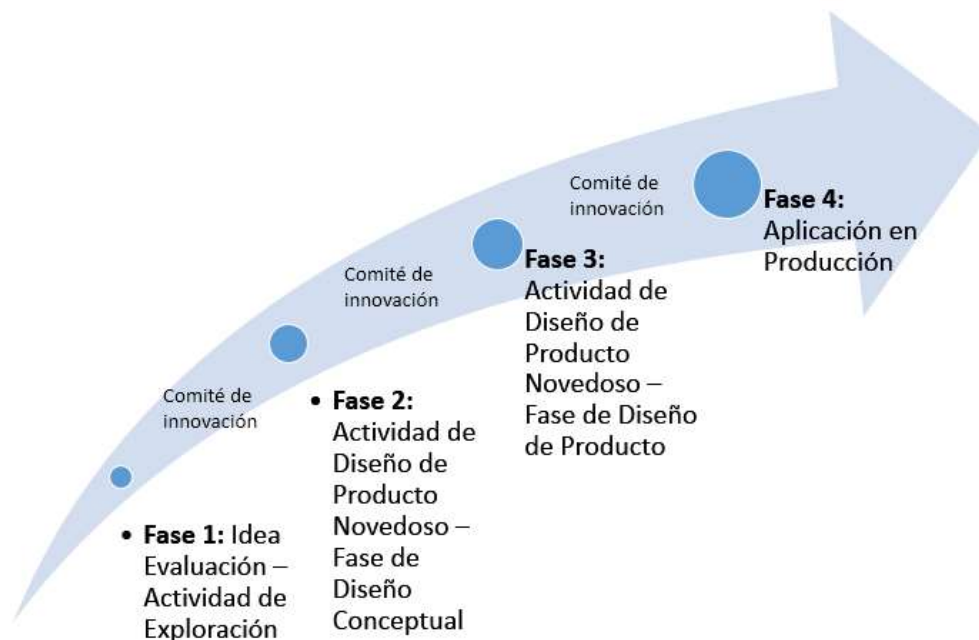 Comité de
innovación
• Fase 1: Idea
Evaluación –
Actividad de
Exploración
Comité de
innovación
• Fase 2:
Actividad de
Diseño de
Producto
Novedoso –
Fase de
Diseño
Conceptual
Comité de
innovación
Fase 3:
Actividad de
Diseño de
Producto
Novedoso –
Fase de Diseño
de Producto
Fase 4:
Aplicación en
Producción